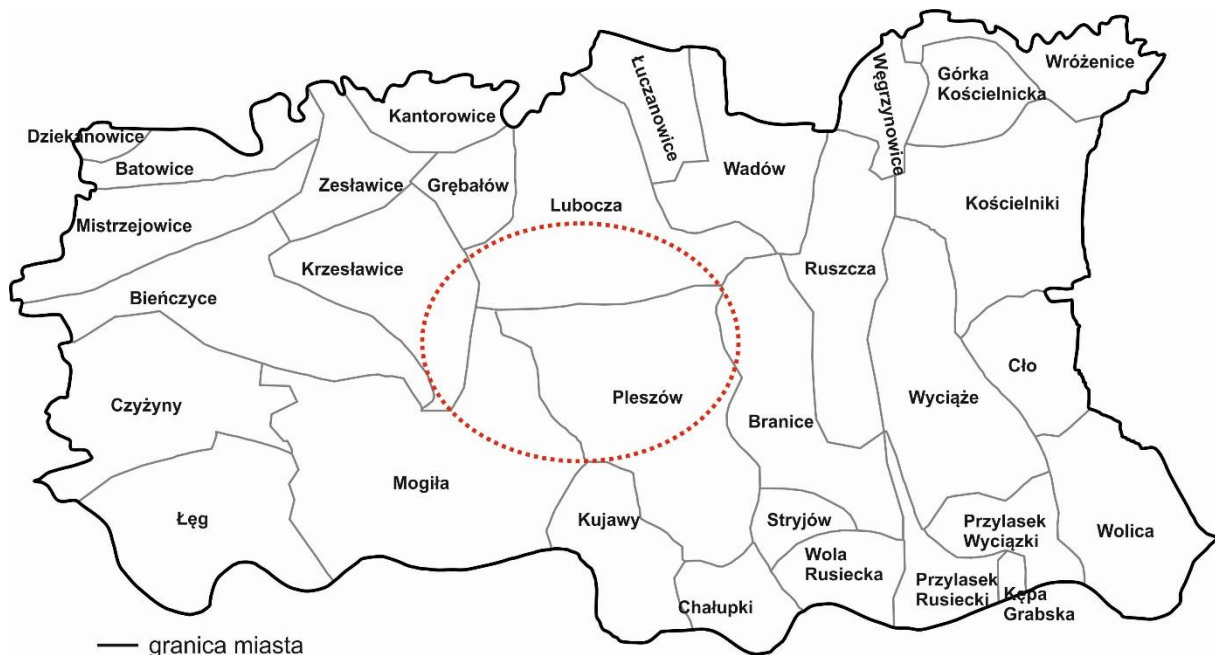 Dziekanowice
Batowice
Mistrzejowice
Bieńczyce
Czyżyny
Łęg
Kantorowice
Zesławice
Grębałów
Krzesławice
Mogiła
Lubocza
Łuczanowice
Wadów
Węgrzynowice
Górka
Kościelnicka
Wróżenice
Kościelniki
Ruszcza
Pleszów
Branice
Wyciąże
Cło
Kujawy
Stryjów
Wola
Rusiecka
Chałupki
Przylasek
Wyciązki
Przylasek
Rusiecki
Kępa
Grabska
Wolica
granica miasta